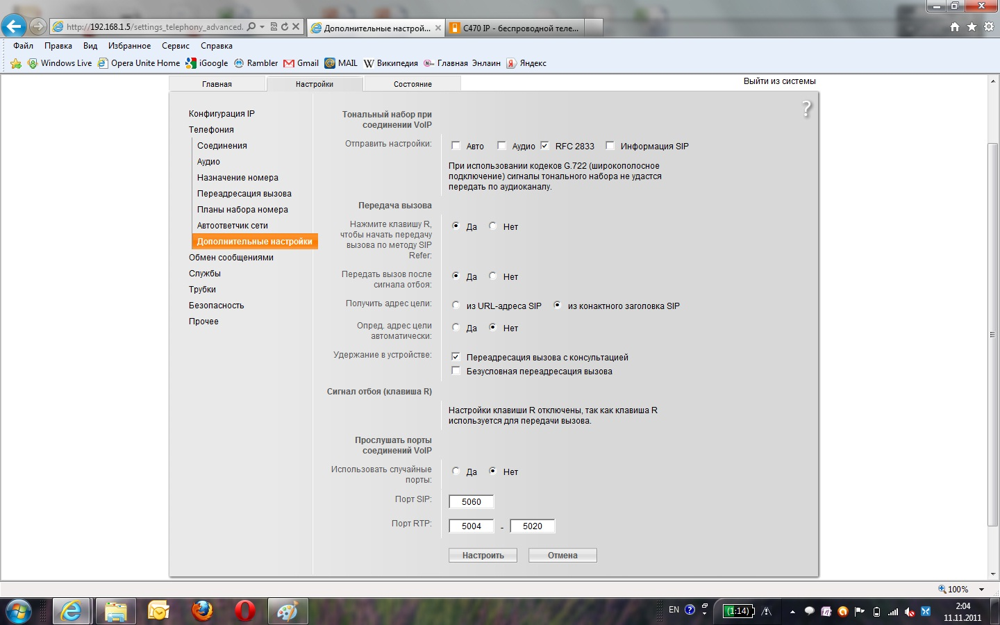 http://192.168.1.5/settings_telephony_advanced.
Дополнительные настрой...
C470 IP - беспроводной теле...
Файл Правка Вид Избранное Сервис Справка
Windows Live Opera Unite Home iGoogle Rambler Gmail MAIL Википедия Главная Энлаин Яндекс
Главная Настройки Состояние Выйти из системы
Конфигурация IP
Телефония
Соединения
Аудио
Назначение номера
Переадресация вызова
Планы набора номера
Автоответчик сети
Дополнительные настройки
Обмен сообщениями
Службы
Трубки
Безопасность
Прочее
?
Тональный набор при
соединении VoIP
Отправить настройки: Авто Аудио RFC 2833 Информация SIP
При использовании кодеков G.722 (широкополосное
подключение) сигналы тонального набора не удастся
передать по аудиоканалу.
Передача вызова
Нажмите клавишу R, Да Нет
чтобы начать передачу
вызова по методу SIP
Refer:
Передать вызов после Да Нет
сигнала отбоя:
Получить адрес цели: из URL-адреса SIP из конактного заголовка SIP
Опред. адрес цели Да Нет
автоматически:
Удержание в устройстве: Переадресация вызова с консультацией
Безусловная переадресация вызова
Сигнал отбоя (клавиша R)
Настройки клавиши R отключены, так как клавиша R
используется для передачи вызова.
Прослушать порты
соединений VoIP
Использовать случайные Да Нет
порты:
Порт SIP: 5060
Порт RTP: 5004 - 5020
Настроить Отмена
100%
EN (1:14) 2:04
11.11.2011